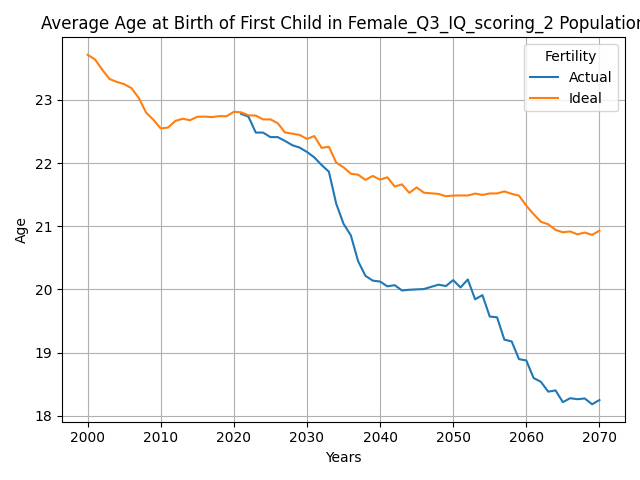 Average Age at Birth of First Child in Female_Q3_IQ_scoring_2 Population
Fertility
Actual
Ideal
23
22
21
20
19
18
Age
2000 2010 2020 2030 2040 2050 2060 2070
Years